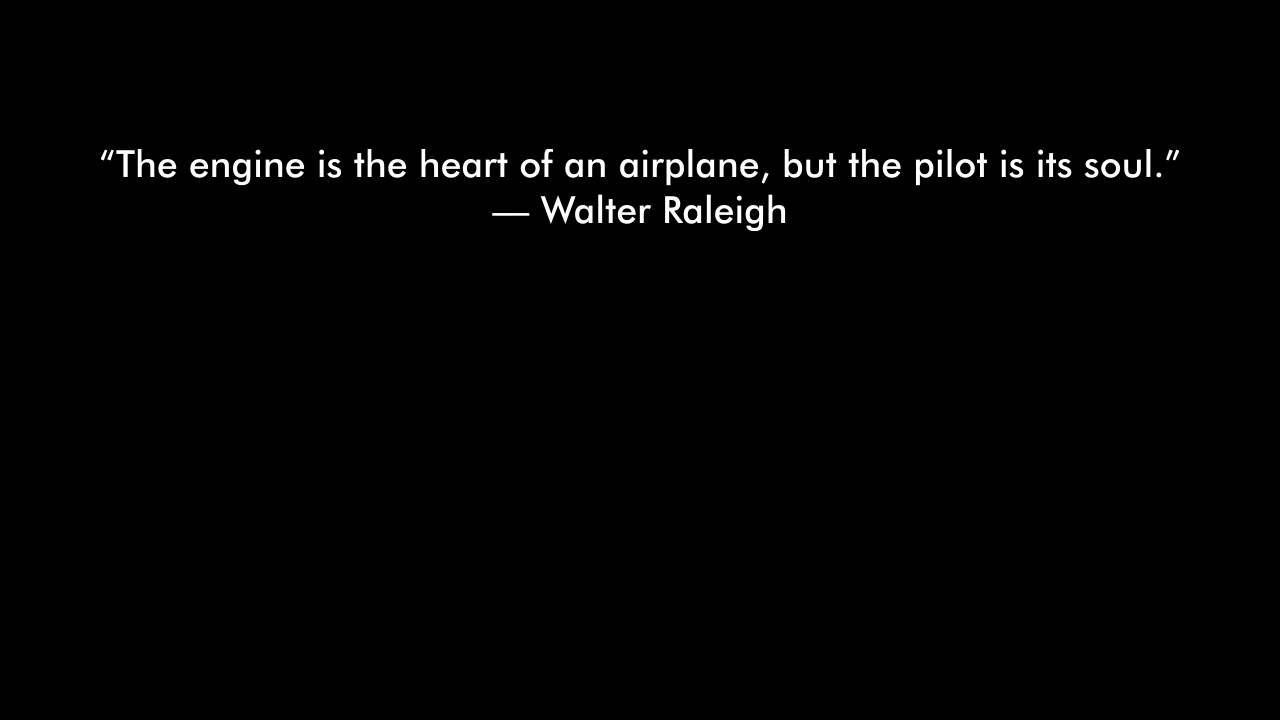 “The engine is the heart of an airplane, but the pilot is its soul.”
— Walter Raleigh